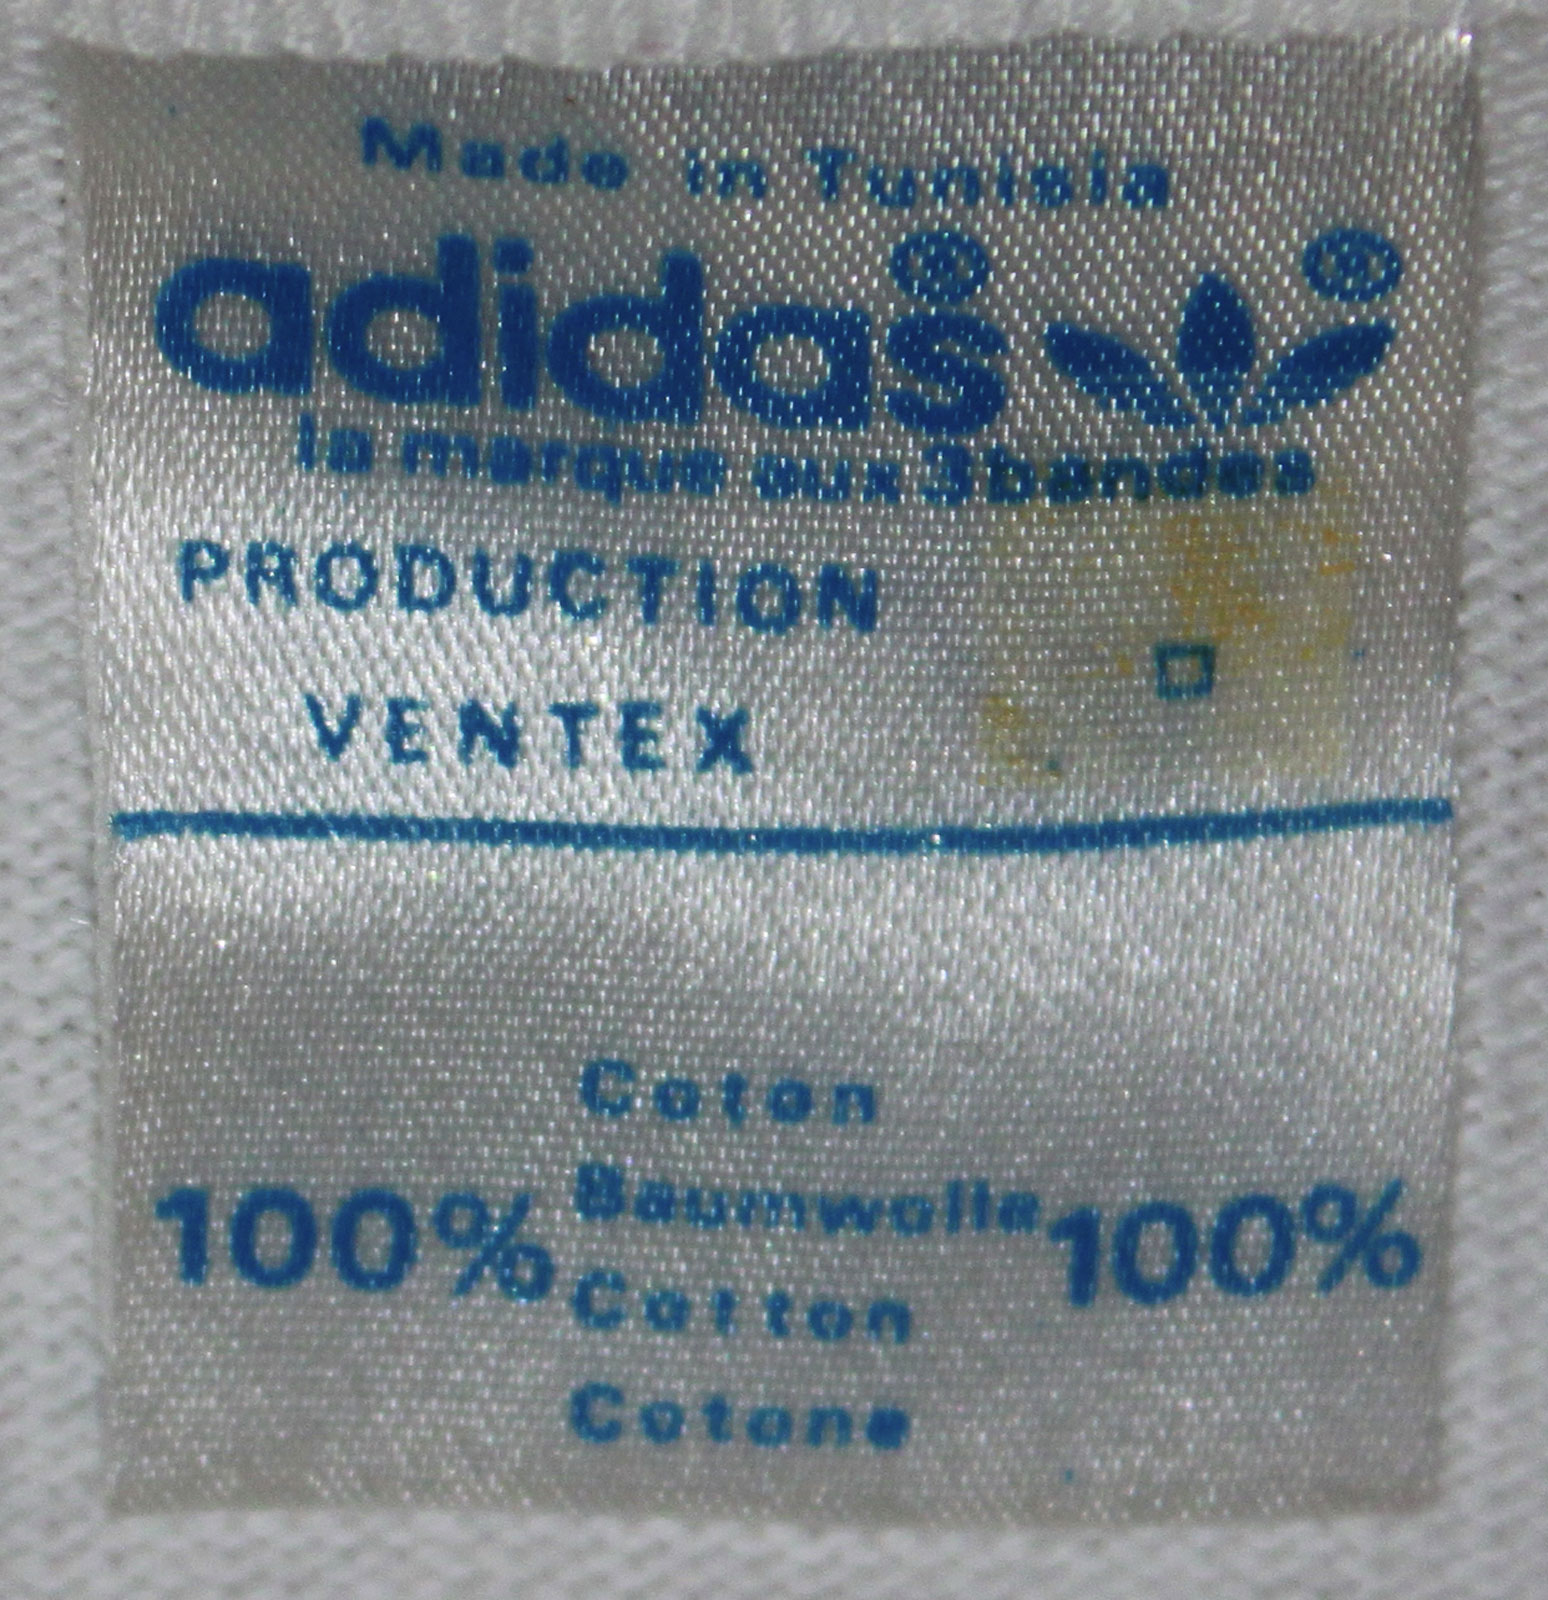 Made in Tunisia
adidas® ®
la marque aux 3 bandes
PRODUCTION
VENTEX
Coton
100% Baumwolle 100%
Cotton
Cotone